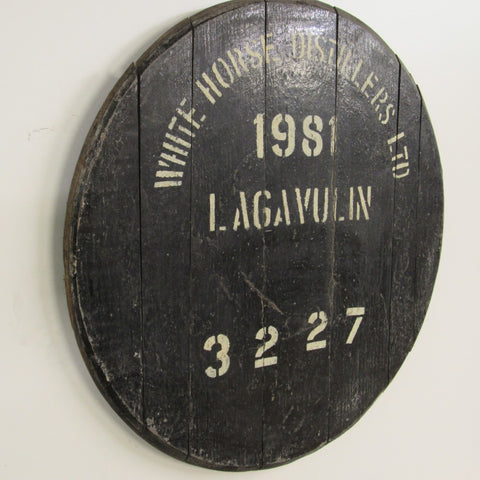 WHITE HORSE DISTILLERS LTD
1981
LAGAVULIN
3227